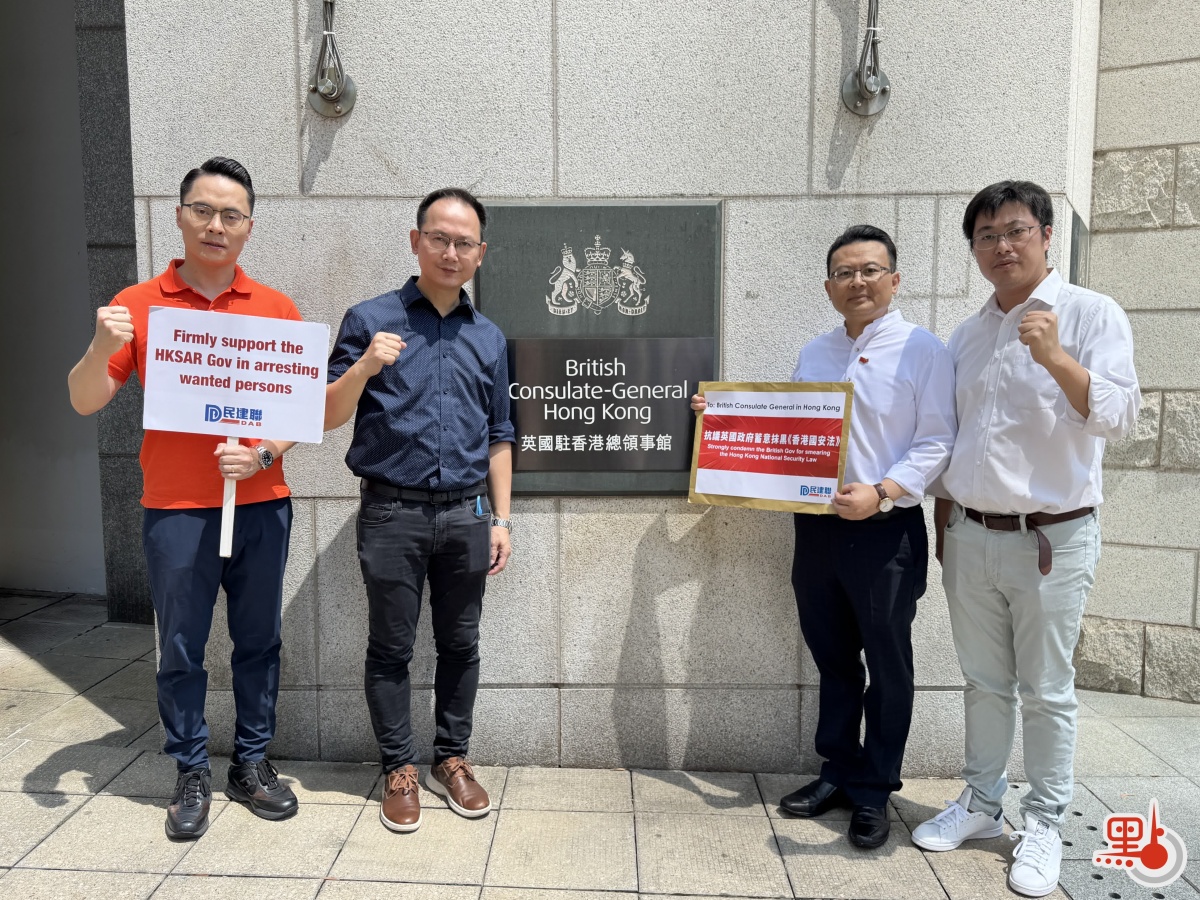 Firmly support the
HKSAR Gov in arresting
wanted persons
民建聯
DAB
British
Consulate-General
Hong Kong
英國駐香港總領事館
To: British Consulate General in Hong Kong
抗議英國政府蓄意抹黑《香港國安法》
Strongly condemn the British Gov for smearing
the Hong Kong National Security Law
民建聯
DAB
點